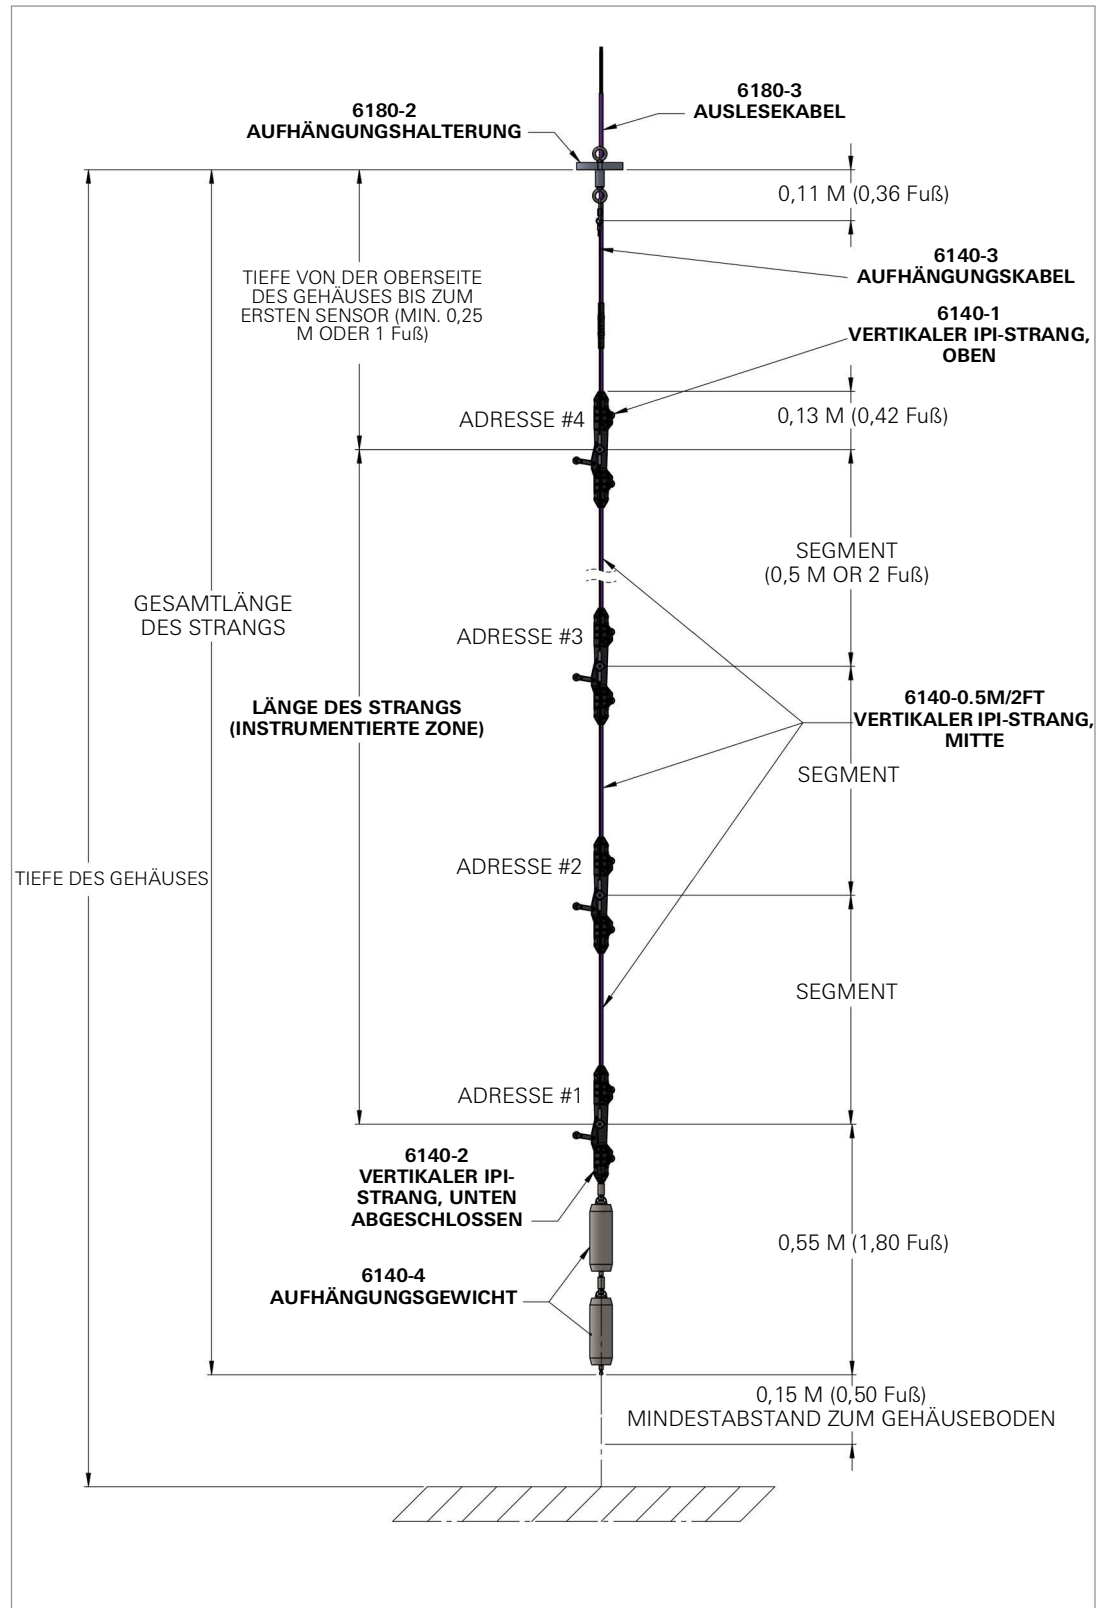 6180-3
AUSLESEKABEL
6180-2
AUFHÄNGUNGSHALTERUNG
0,11 M (0,36 Fuß)
6140-3
AUFHÄNGUNGSKABEL
TIEFE VON DER OBERSEITE
DES GEHÄUSES BIS ZUM
ERSTEN SENSOR (MIN. 0,25
M ODER 1 Fuß)
6140-1
VERTIKALER IPI-STRANG,
OBEN
ADRESSE #4
0,13 M (0,42 Fuß)
SEGMENT
(0,5 M OR 2 Fuß)
GESAMTLÄNGE
DES STRANGS
ADRESSE #3
LÄNGE DES STRANGS
(INSTRUMENTIERTE ZONE)
6140-0.5M/2FT
VERTIKALER IPI-STRANG,
MITTE
SEGMENT
ADRESSE #2
TIEFE DES GEHÄUSES
SEGMENT
ADRESSE #1
6140-2
VERTIKALER IPI-
STRANG, UNTEN
ABGESCHLOSSEN
0,55 M (1,80 Fuß)
6140-4
AUFHÄNGUNGSGEWICHT
0,15 M (0,50 Fuß)
MINDESTABSTAND ZUM GEHÄUSEBODEN